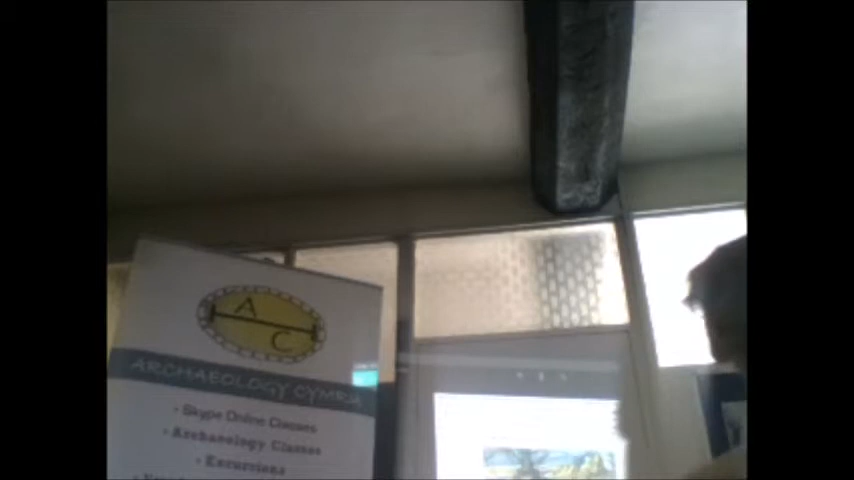 A
C
ARCHAEOLOGY CYMRU
• Skype Online Classes
• Archaeology Classes
• Excursions